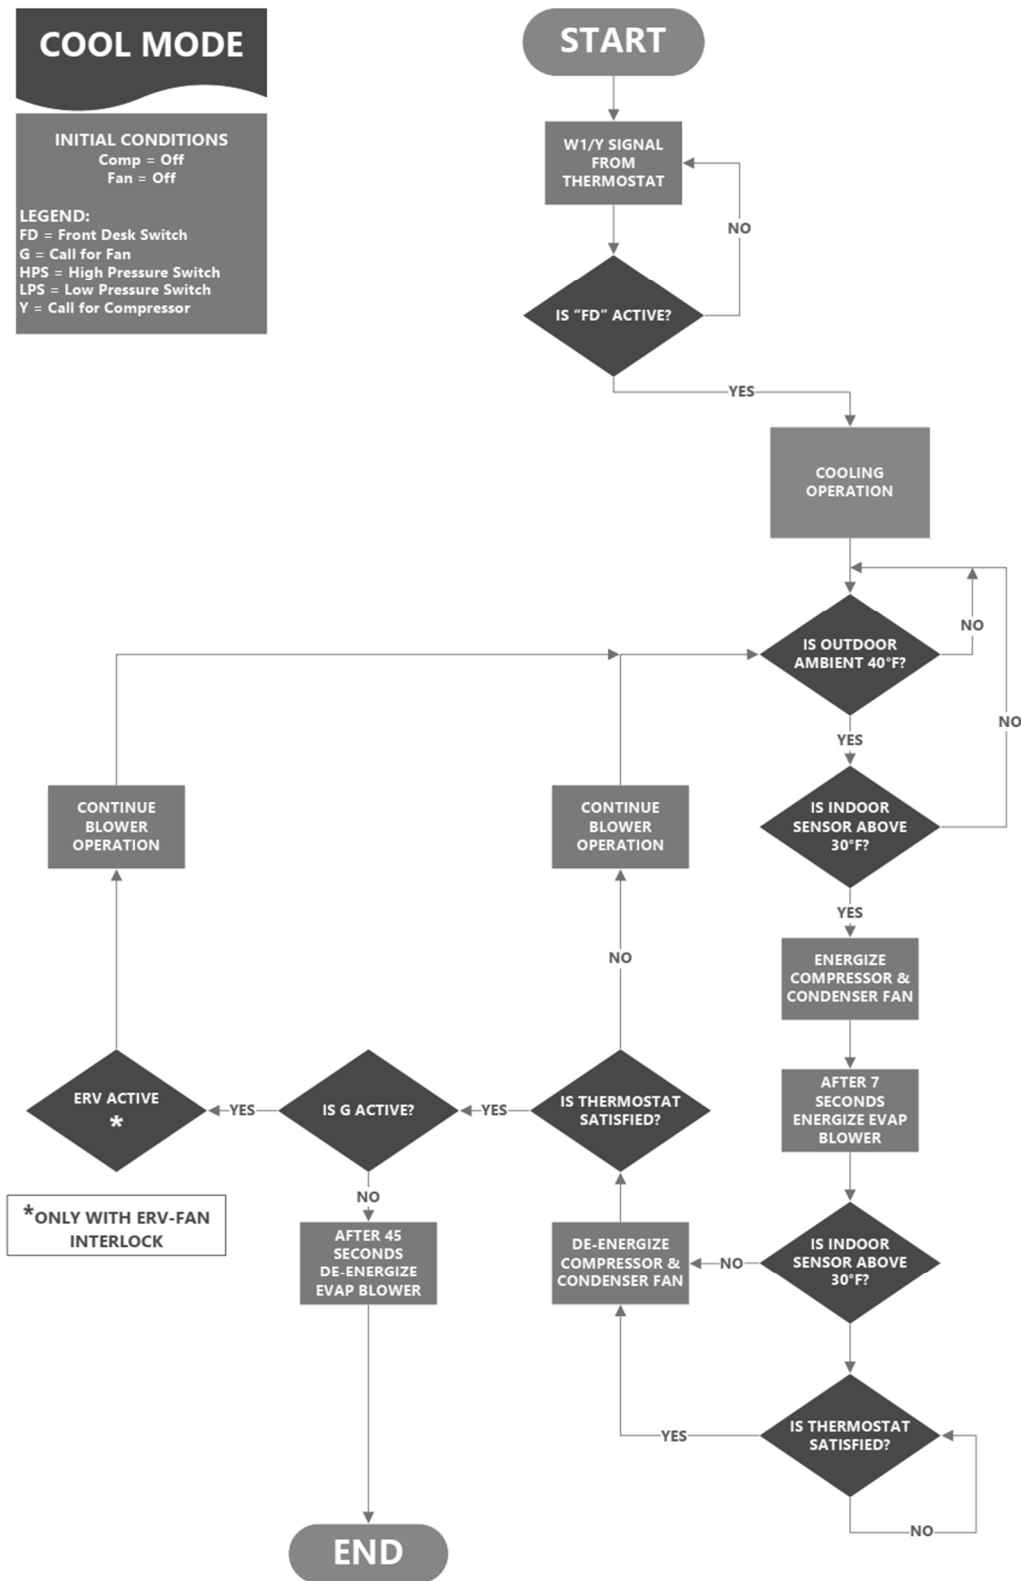 COOL MODE
INITIAL CONDITIONS
Comp = Off
Fan = Off
LEGEND:
FD = Front Desk Switch
G = Call for Fan
HPS = High Pressure Switch
LPS = Low Pressure Switch
Y = Call for Compressor
START
W1/Y SIGNAL
FROM
THERMOSTAT
NO
IS “FD” ACTIVE?
YES
COOLING
OPERATION
IS OUTDOOR
AMBIENT 40°F?
NO
NO
YES
IS INDOOR
SENSOR ABOVE
30°F?
YES
ENERGIZE
COMPRESSOR &
CONDENSER FAN
AFTER 7
SECONDS
ENERGIZE EVAP
BLOWER
IS INDOOR
SENSOR ABOVE
30°F?
NO
IS THERMOSTAT
SATISFIED?
NO
YES
DE-ENERGIZE
COMPRESSOR &
CONDENSER FAN
IS THERMOSTAT
SATISFIED?
NO
CONTINUE
BLOWER
OPERATION
YES
IS G ACTIVE?
YES
ERV ACTIVE
*
CONTINUE
BLOWER
OPERATION
*ONLY WITH ERV-FAN
INTERLOCK
NO
AFTER 45
SECONDS
DE-ENERGIZE
EVAP BLOWER
END